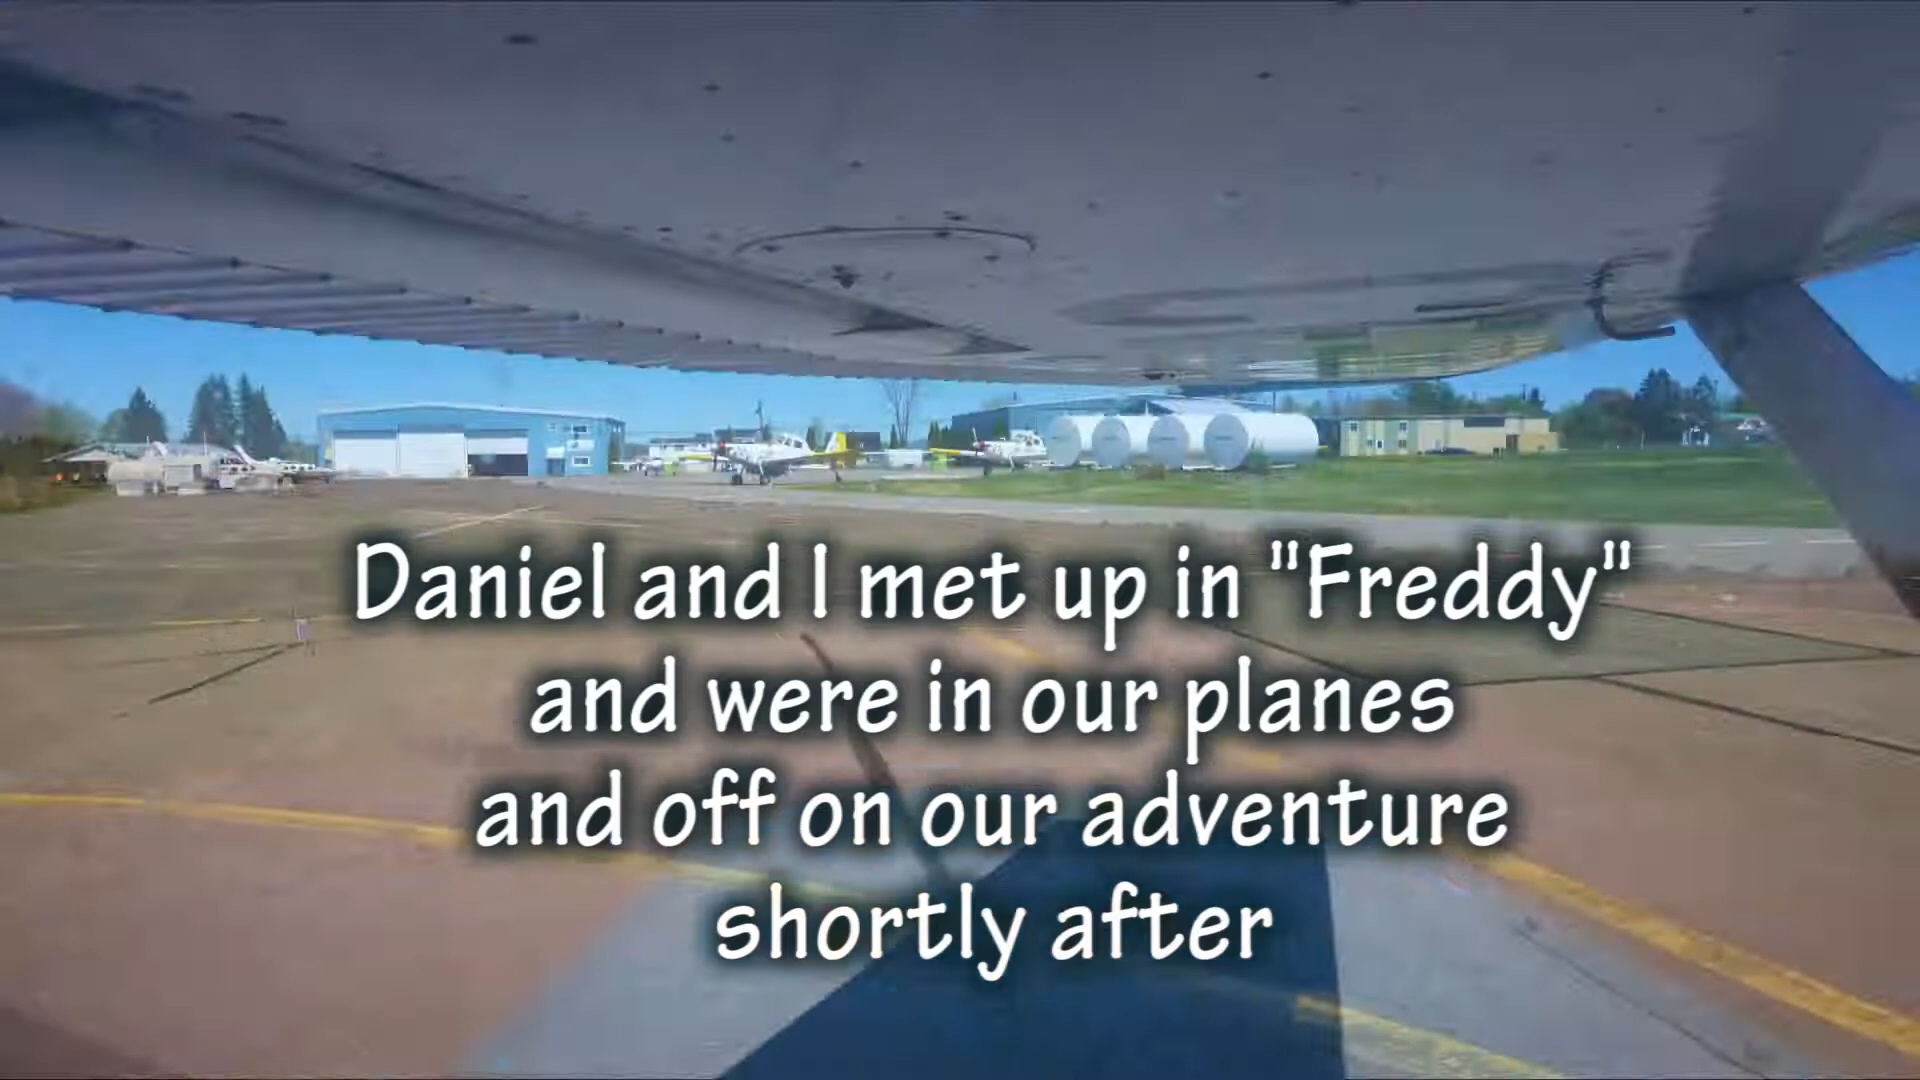 Daniel and I met up in "Freddy"
and were in our planes
and off on our adventure
shortly after